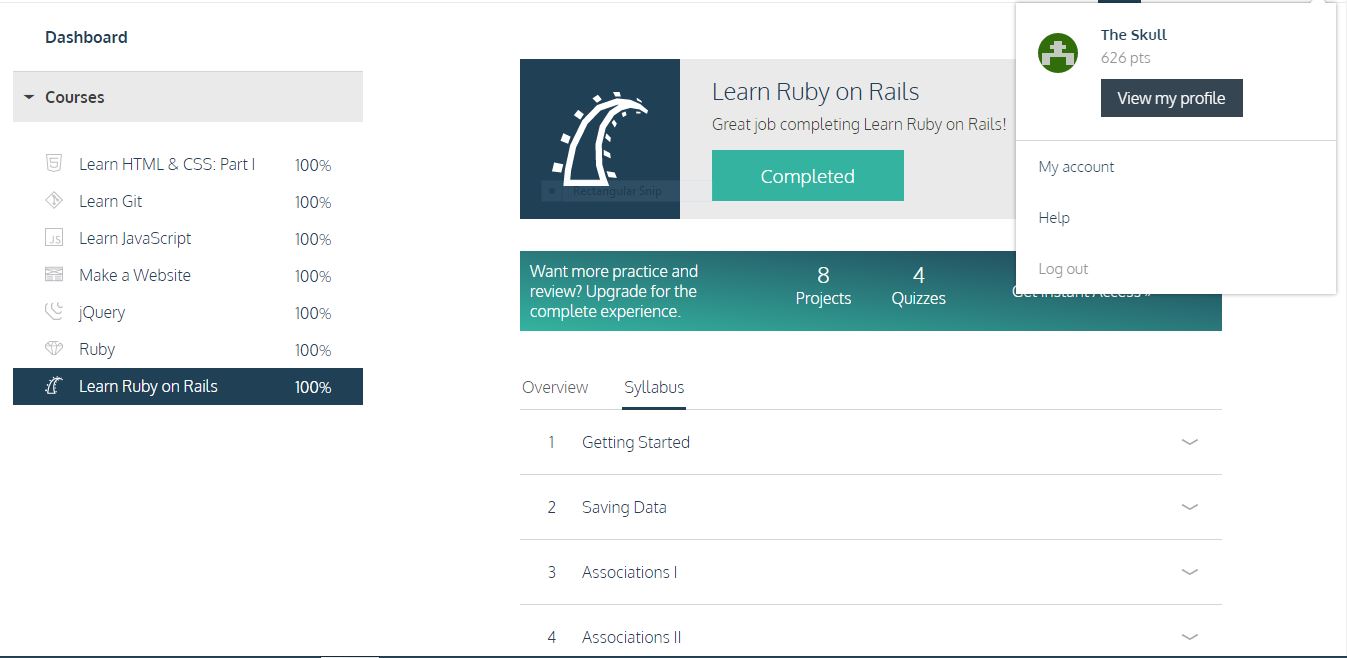 Dashboard
Courses
Learn HTML & CSS: Part I 100%
Learn Git 100%
Learn JavaScript 100%
Make a Website 100%
jQuery 100%
Ruby 100%
Learn Ruby on Rails 100%
Learn Ruby on Rails
Great job completing Learn Ruby on Rails!
Completed
Rectangular Snip
The Skull
626 pts
View my profile
My account
Help
Log out
Want more practice and
review? Upgrade for the
complete experience.
8
Projects
4
Quizzes
Get Instant Access »
Overview Syllabus
1 Getting Started
2 Saving Data
3 Associations I
4 Associations II